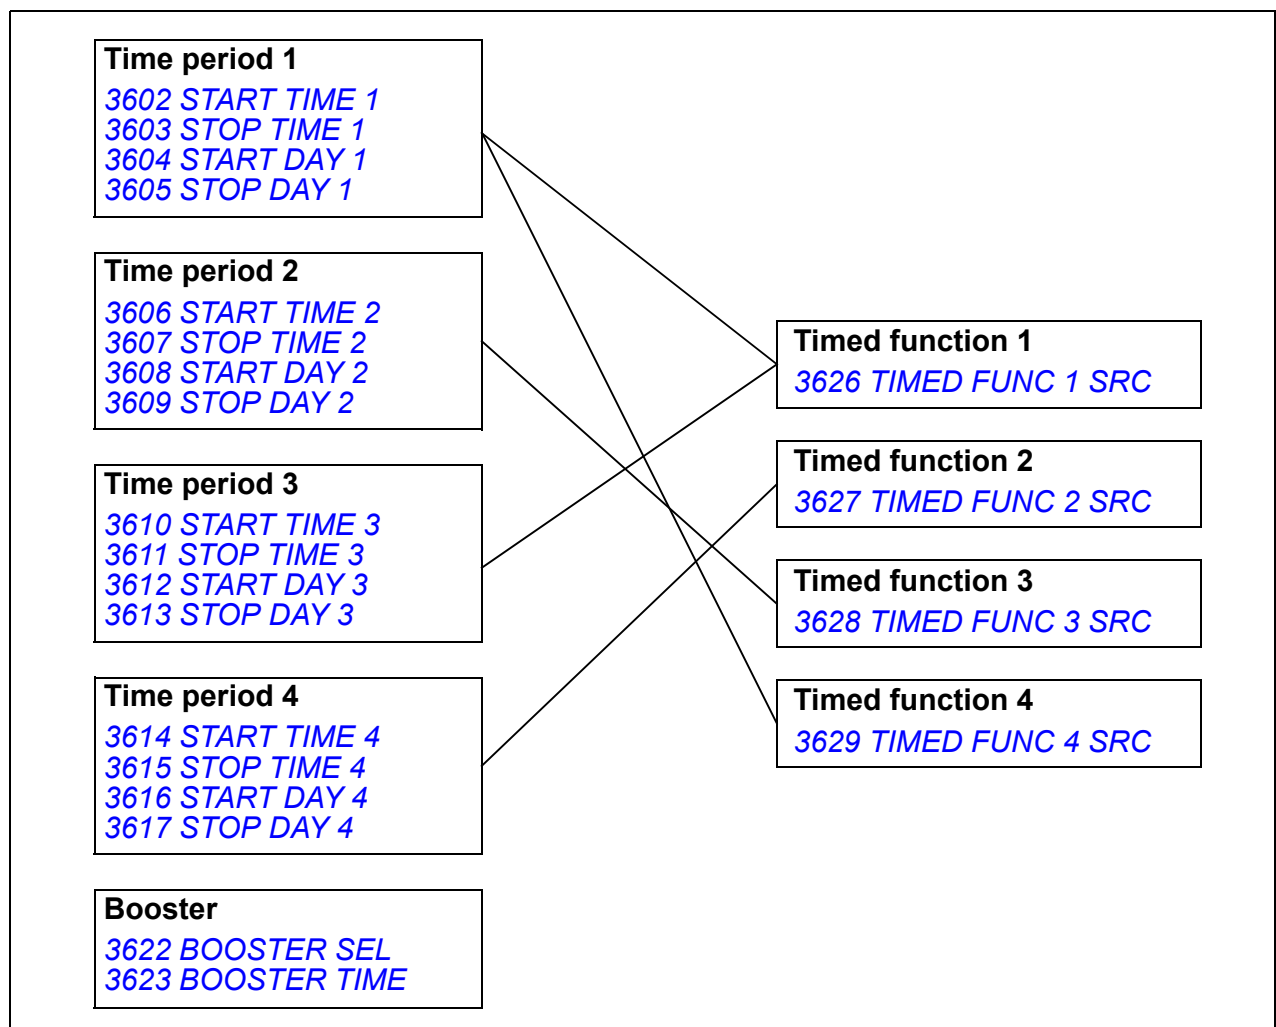 Time period 1
3602 START TIME 1
3603 STOP TIME 1
3604 START DAY 1
3605 STOP DAY 1
Time period 2
3606 START TIME 2
3607 STOP TIME 2
3608 START DAY 2
3609 STOP DAY 2
Time period 3
3610 START TIME 3
3611 STOP TIME 3
3612 START DAY 3
3613 STOP DAY 3
Time period 4
3614 START TIME 4
3615 STOP TIME 4
3616 START DAY 4
3617 STOP DAY 4
Booster
3622 BOOSTER SEL
3623 BOOSTER TIME
Timed function 1
3626 TIMED FUNC 1 SRC
Timed function 2
3627 TIMED FUNC 2 SRC
Timed function 3
3628 TIMED FUNC 3 SRC
Timed function 4
3629 TIMED FUNC 4 SRC